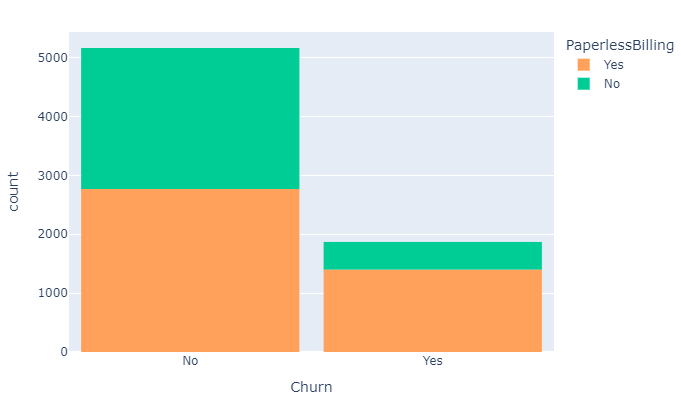 PaperlessBilling
Yes
No
5000
4000
3000
2000
1000
0
count
No
Yes
Churn